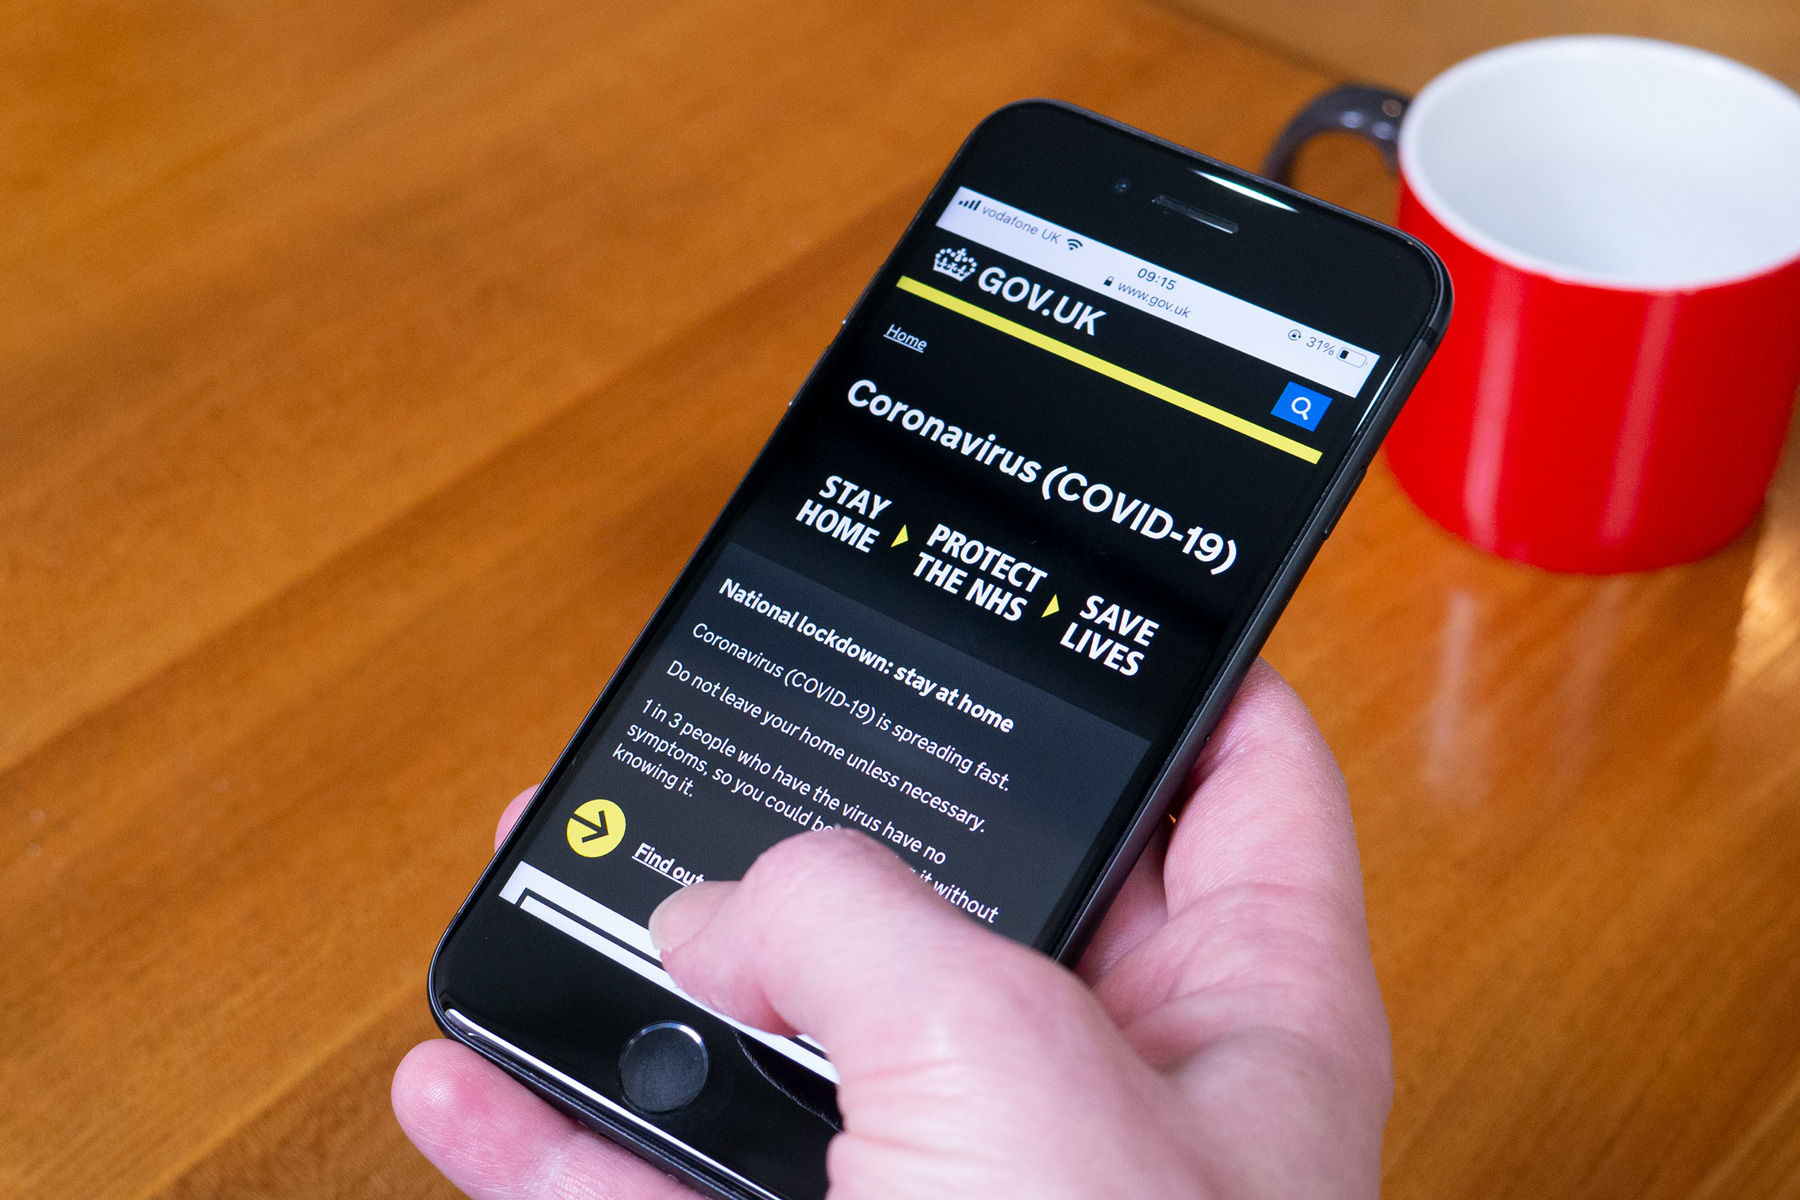 vodafone UK
09:15
www.gov.uk
31%
GOV.UK
Home
Coronavirus (COVID-19)
STAY
HOME
PROTECT
THE NHS
SAVE
LIVES
National lockdown: stay at home
Coronavirus (COVID-19) is spreading fast.
Do not leave your home unless necessary.
1 in 3 people who have the virus have no
symptoms, so you could be it without
knowing it.
Find out